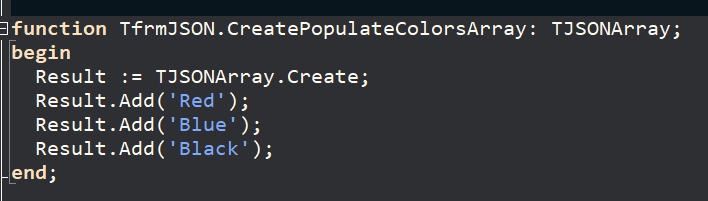 function TfrmJSON.CreatePopulateColorsArray: TJSONArray;
begin
  Result := TJSONArray.Create;
  Result.Add('Red');
  Result.Add('Blue');
  Result.Add('Black');
end;